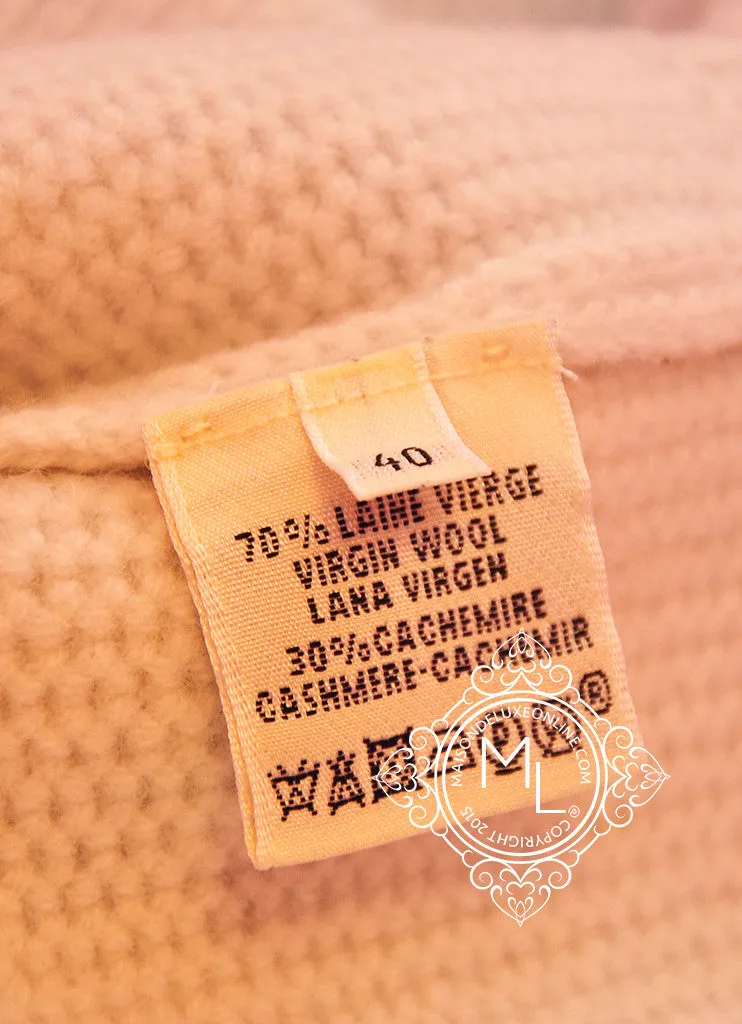 40
70% LAINE VIERGE
VIRGIN WOOL
LANA VIRGEN
30% CACHEMIRE
CASHMERE-CACHEMIR
MAISONDELUXEONLINE.COM
ML
© COPYRIGHT 2015